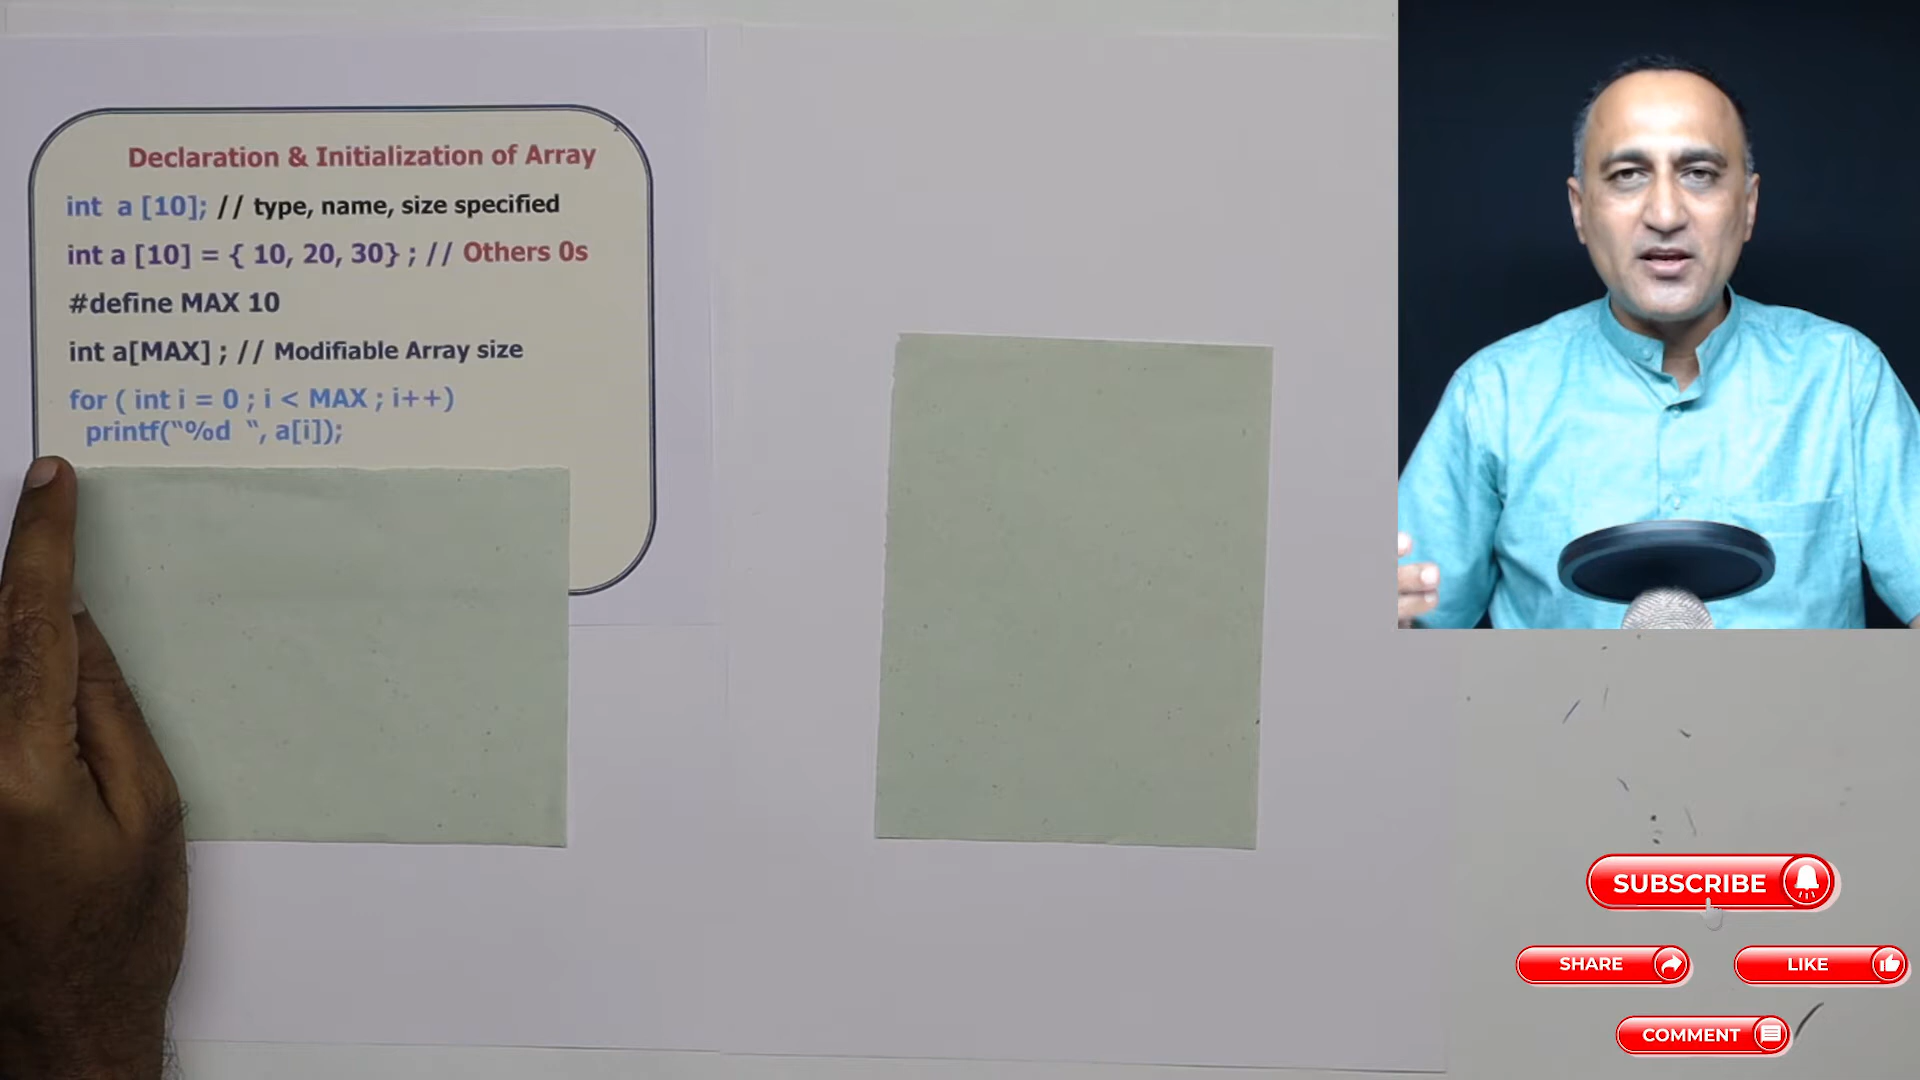 Declaration & Initialization of Array
int a [10]; // type, name, size specified
int a [10] = { 10, 20, 30} ; // Others 0s
#define MAX 10
int a[MAX] ; // Modifiable Array size
for ( int i = 0 ; i < MAX ; i++)
printf(“%d “, a[i]);
SUBSCRIBE
SHARE
LIKE
COMMENT